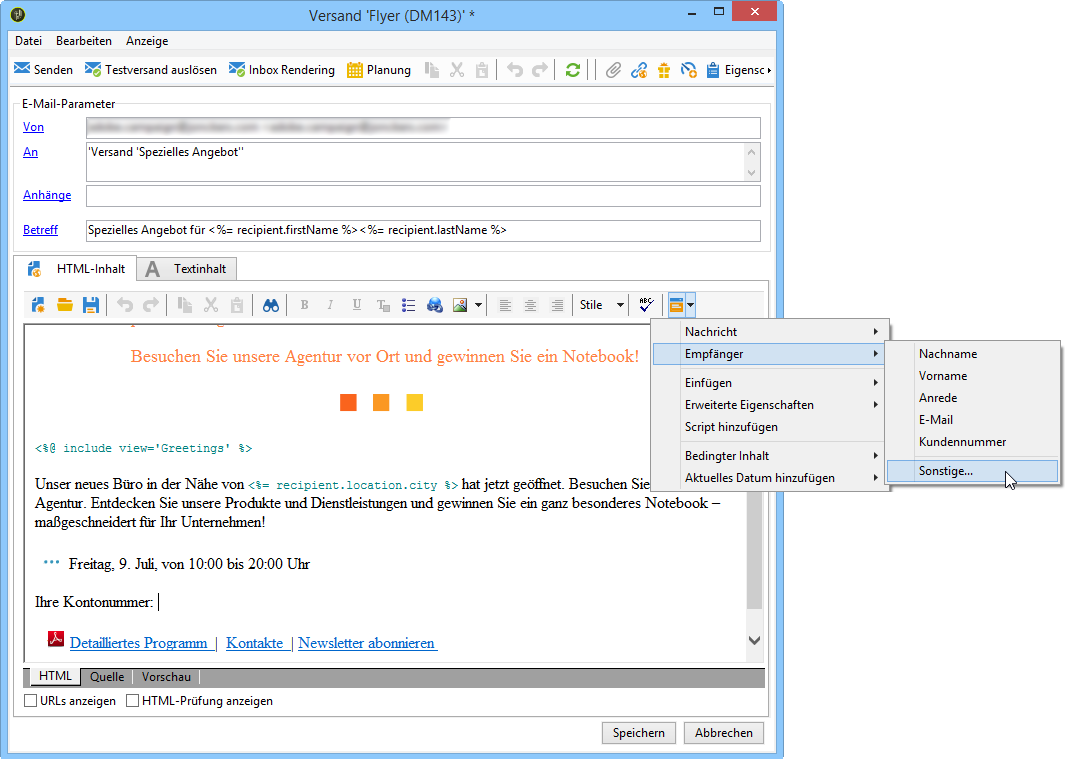 Versand 'Flyer (DM143)' *
Datei Bearbeiten Anzeige
Senden Testversand auslösen Inbox Rendering Planung Eigensc
E-Mail-Parameter
Von
An 'Versand 'Spezielles Angebot''
Anhänge
Betreff Spezielles Angebot für <%= recipient.firstName %><%= recipient.lastName %>
HTML-Inhalt A Textinhalt
B I U T Stile ABC
Nachricht
Empfänger
Einfügen
Erweiterte Eigenschaften
Script hinzufügen
Bedingter Inhalt
Aktuelles Datum hinzufügen
Nachname
Vorname
Anrede
E-Mail
Kundennummer
Sonstige...
Besuchen Sie unsere Agentur vor Ort und gewinnen Sie ein Notebook!
<%@ include view='Greetings' %>
Unser neues Büro in der Nähe von <%= recipient.location.city %> hat jetzt geöffnet. Besuchen Sie
Agentur. Entdecken Sie unsere Produkte und Dienstleistungen und gewinnen Sie ein ganz besonderes Notebook –
maßgeschneidert für Ihr Unternehmen!
Freitag, 9. Juli, von 10:00 bis 20:00 Uhr
Ihre Kontonummer:
Detailliertes Programm | Kontakte | Newsletter abonnieren
HTML Quelle Vorschau
URLs anzeigen HTML-Prüfung anzeigen
Speichern Abbrechen